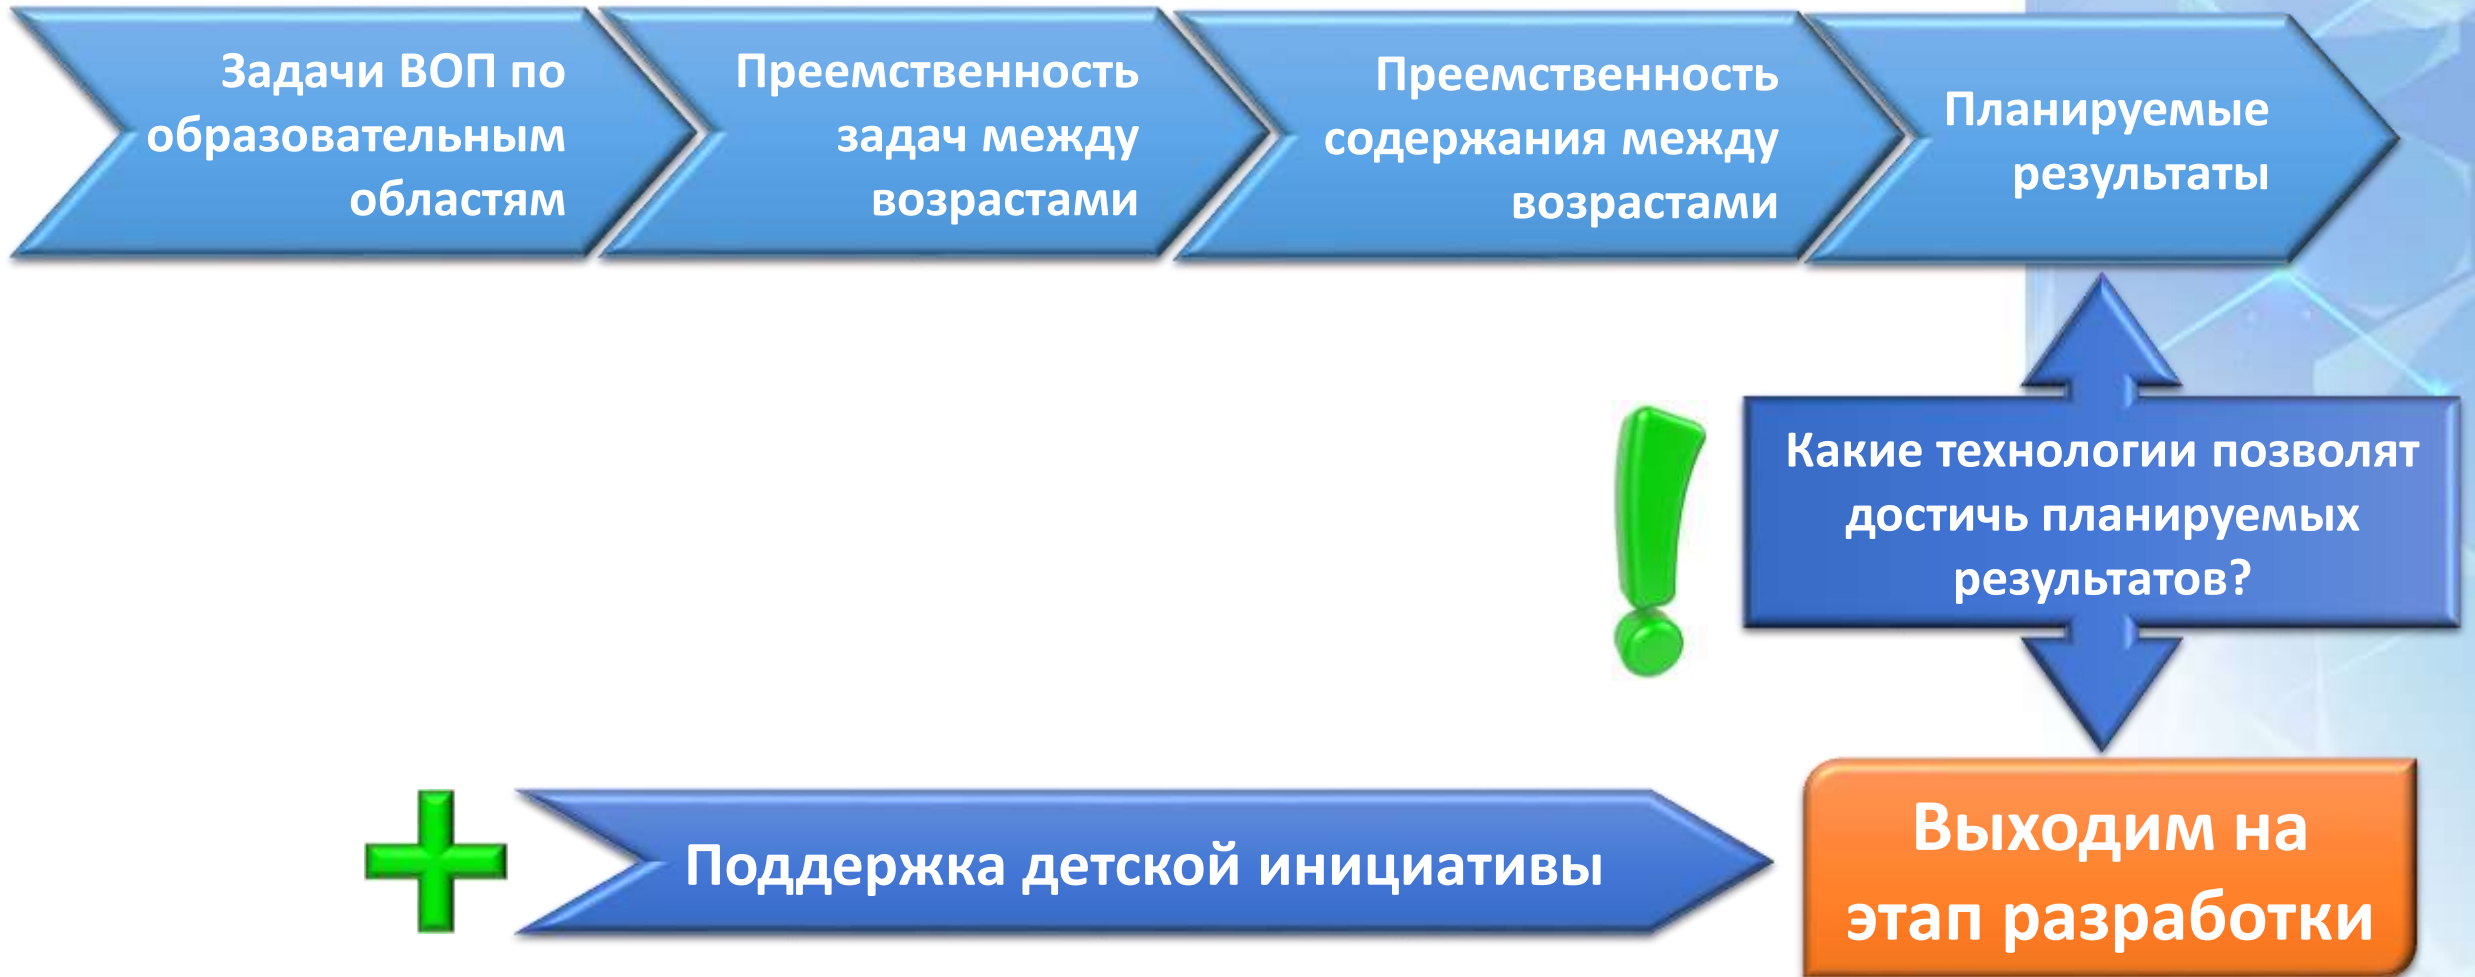 Задачи ВОП по
образовательным
областям
Преемственность
задач между
возрастами
Преемственность
содержания между
возрастами
Планируемые
результаты
Какие технологии позволят
достичь планируемых
результатов?
Поддержка детской инициативы
Выходим на
этап разработки